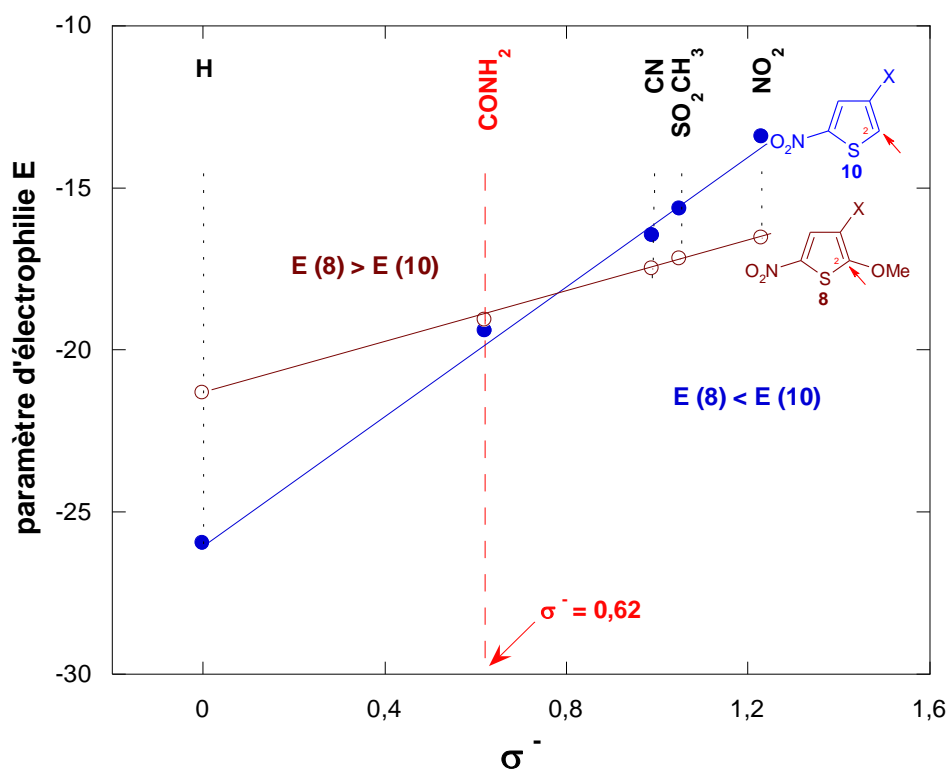 -10
-15
-20
-25
-30
0
0,4
0,8
1,2
1,6
paramètre d'électrophilie E
σ -
H
CONH2
CN
SO2CH3
NO2
X
O2N
S
2
10
X
O2N
S
2
OMe
8
E (8) > E (10)
E (8) < E (10)
σ - = 0,62